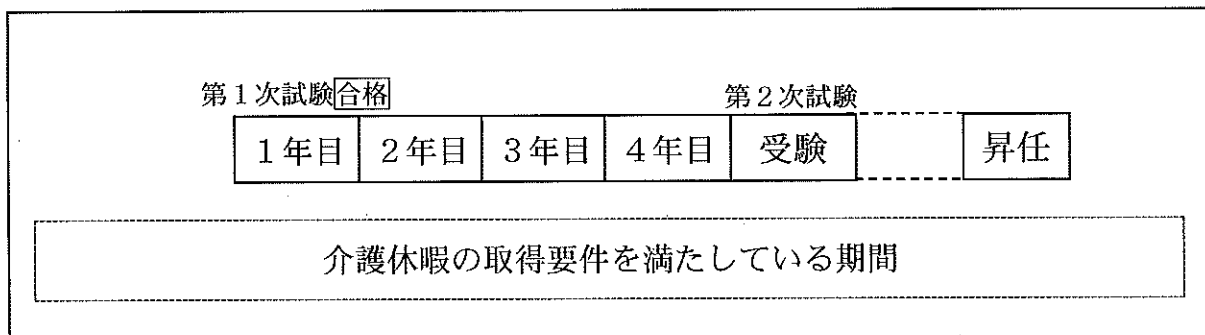 第1次試験合格 第2次試験
1年目 2年目 3年目 4年目 受験 昇任
介護休暇の取得要件を満たしている期間